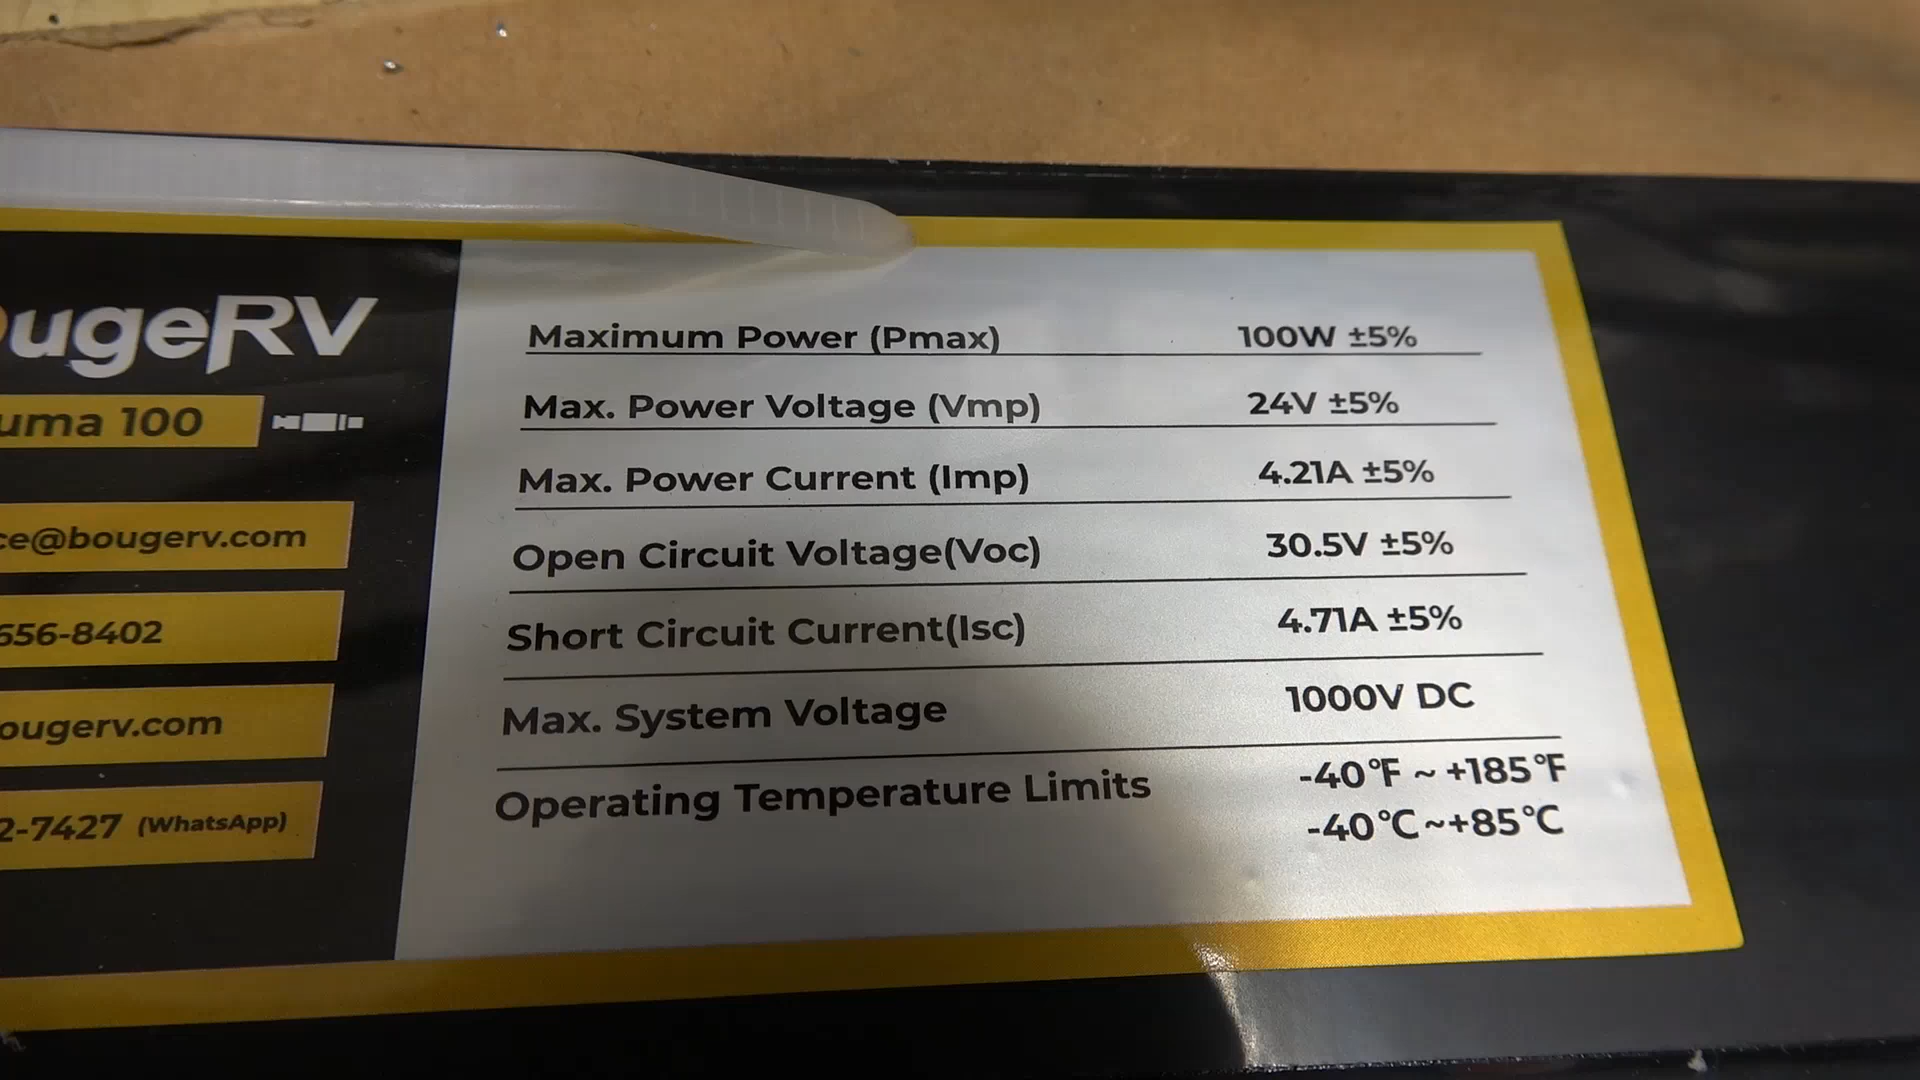 ugeRV
uma 100
ce@bougerv.com
656-8402
ougerv.com
2-7427 (WhatsApp)
Maximum Power (Pmax) 100W ±5%
Max. Power Voltage (Vmp) 24V ±5%
Max. Power Current (Imp) 4.21A ±5%
Open Circuit Voltage(Voc) 30.5V ±5%
Short Circuit Current(Isc) 4.71A ±5%
Max. System Voltage 1000V DC
Operating Temperature Limits -40°F ~ +185°F
-40°C~+85°C